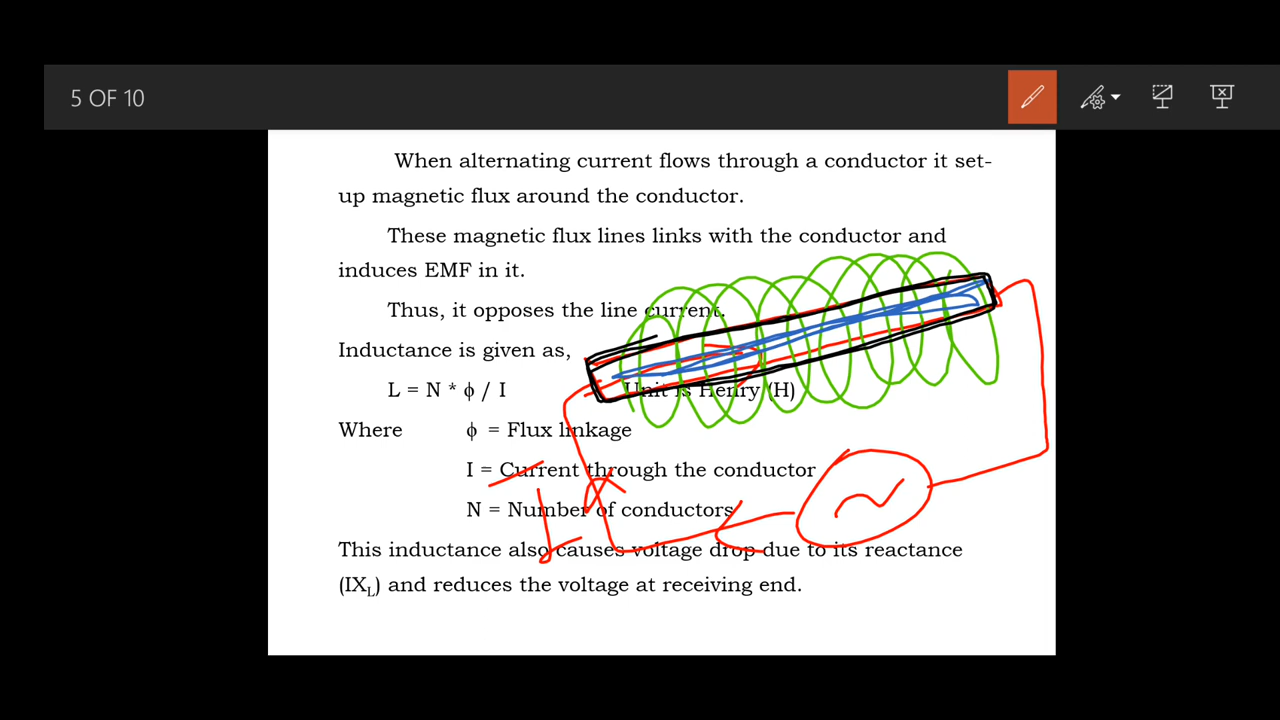 5 OF 10
When alternating current flows through a conductor it set-
up magnetic flux around the conductor.
These magnetic flux lines links with the conductor and
induces EMF in it.
Thus, it opposes the line current.
Inductance is given as,
L = N * ϕ / I Unit is Henry (H)
Where ϕ = Flux linkage
I = Current through the conductor
N = Number of conductors
I
This inductance also causes voltage drop due to its reactance
(IXL) and reduces the voltage at receiving end.